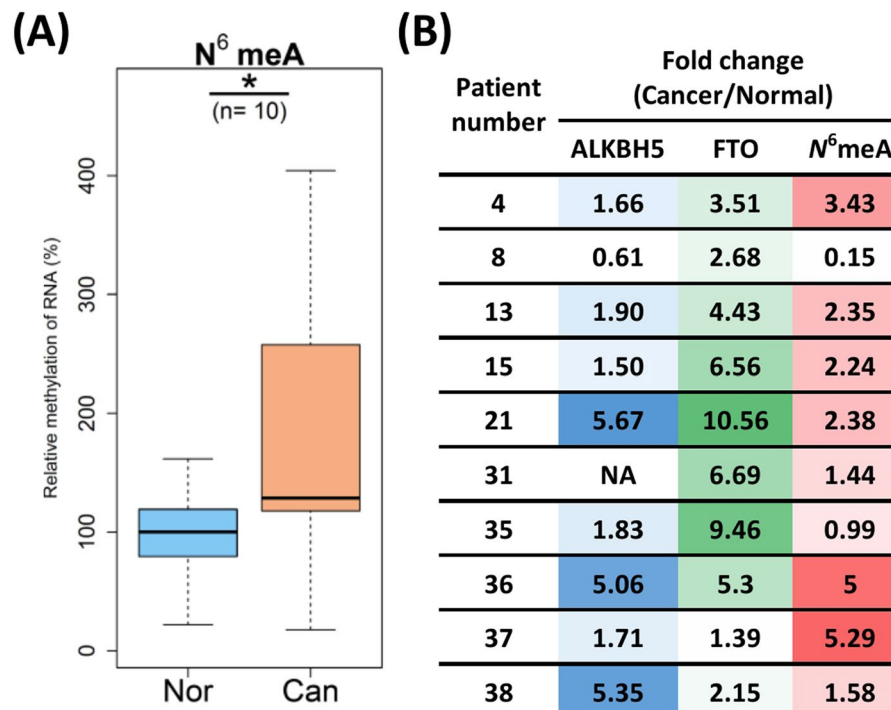 (A)
N⁶ meA
*
(n= 10)
Relative methylation of RNA (%)
400
300
200
100
0
Nor Can
(B)
Patient number
Fold change
(Cancer/Normal)
ALKBH5 FTO N⁶meA
4 1.66 3.51 3.43
8 0.61 2.68 0.15
13 1.90 4.43 2.35
15 1.50 6.56 2.24
21 5.67 10.56 2.38
31 NA 6.69 1.44
35 1.83 9.46 0.99
36 5.06 5.3 5
37 1.71 1.39 5.29
38 5.35 2.15 1.58